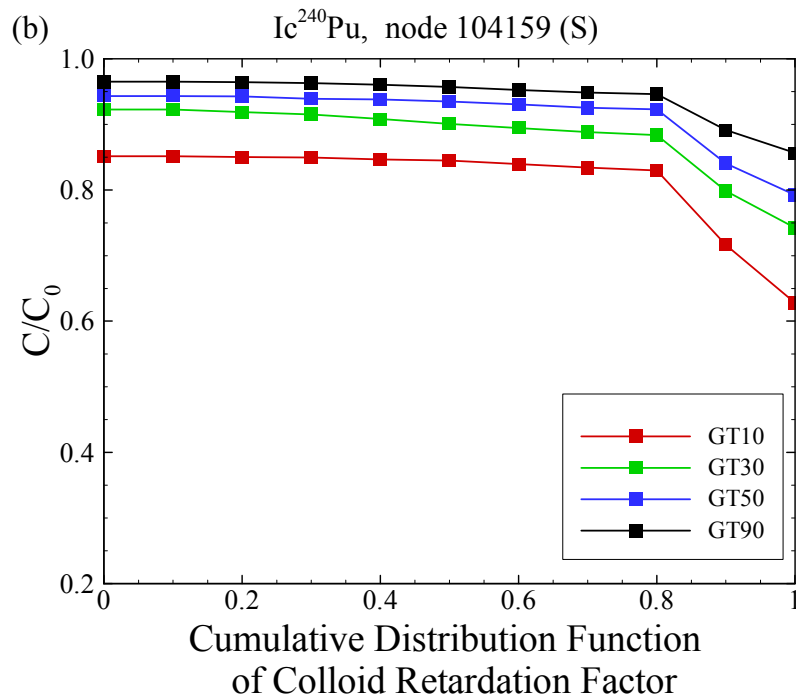 (b) Ic²⁴⁰Pu, node 104159 (S)
1.0
0.8
0.6
0.4
0.2
C/C₀
0 0.2 0.4 0.6 0.8 1
GT10
GT30
GT50
GT90
Cumulative Distribution Function
of Colloid Retardation Factor